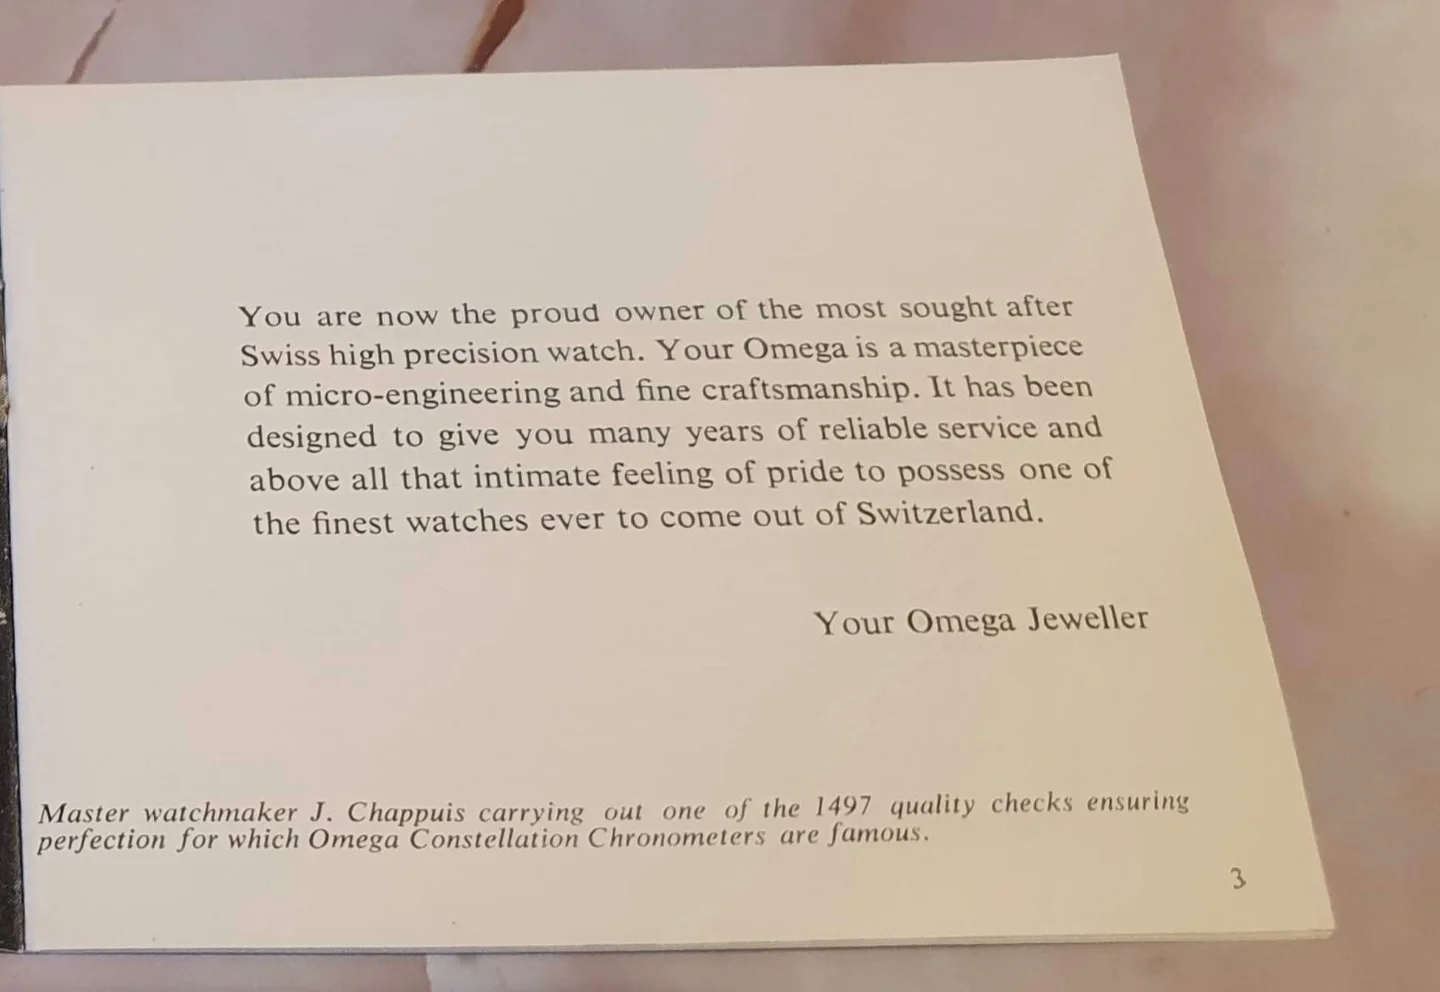 You are now the proud owner of the most sought after
Swiss high precision watch. Your Omega is a masterpiece
of micro-engineering and fine craftsmanship. It has been
designed to give you many years of reliable service and
above all that intimate feeling of pride to possess one of
the finest watches ever to come out of Switzerland.
Your Omega Jeweller
Master watchmaker J. Chappuis carrying out one of the 1497 quality checks ensuring
perfection for which Omega Constellation Chronometers are famous.
3